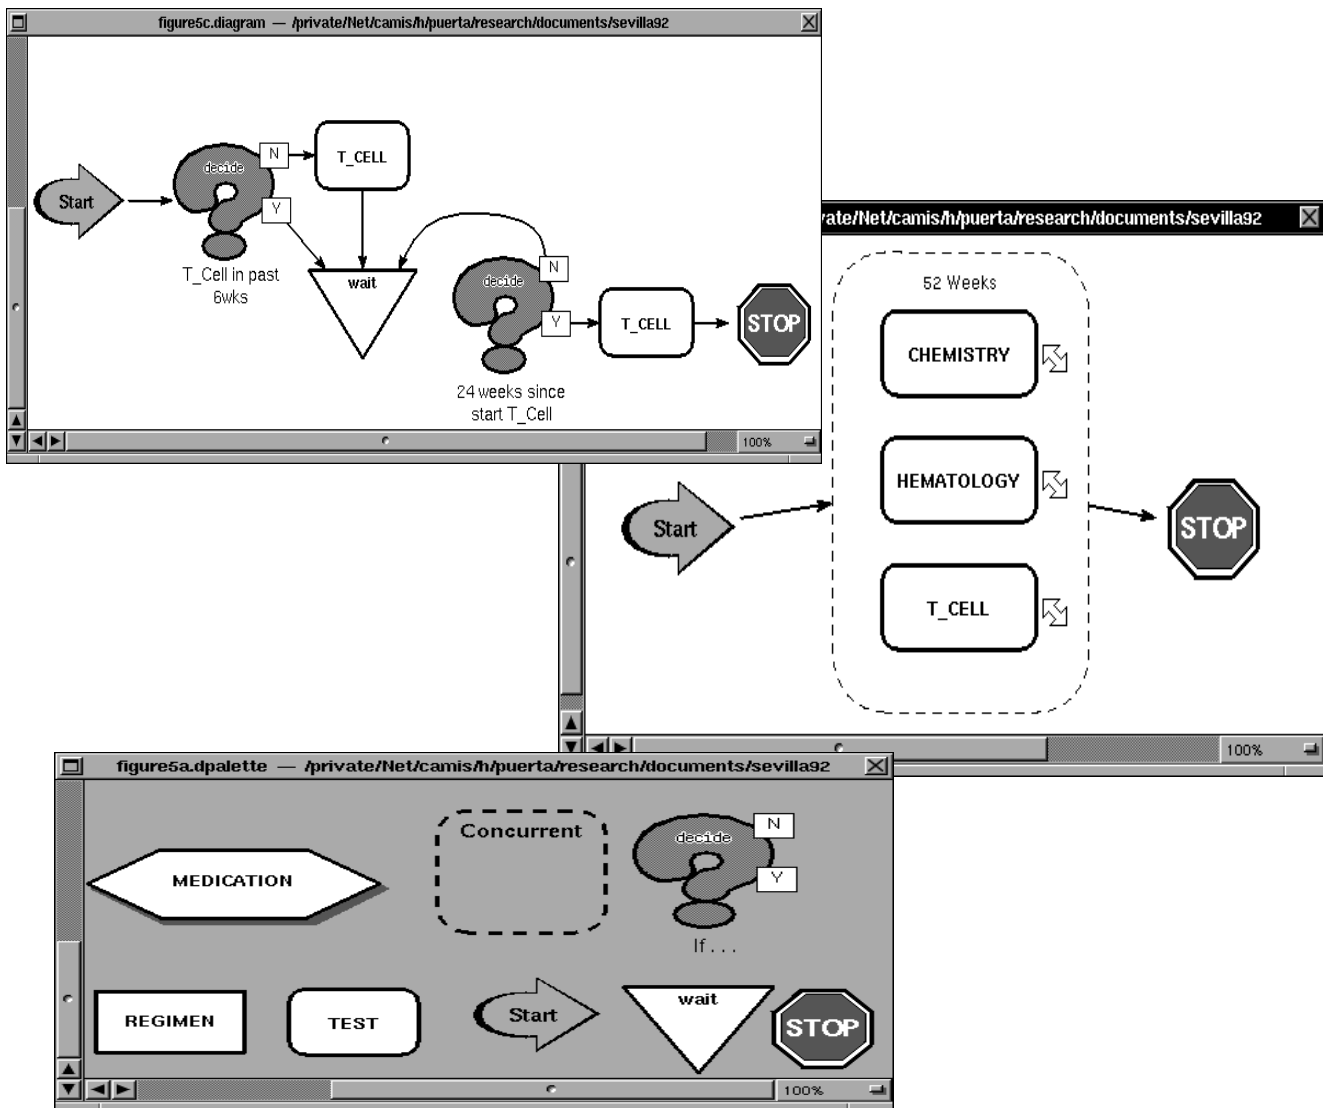 figure5c.diagram — /private/Net/camis/h/puerta/research/documents/sevilla92
Start
decide
N
Y
T_Cell in past
6wks
T_CELL
wait
decide
N
Y
24 weeks since
start T_Cell
T_CELL
STOP
100%
ate/Net/camis/h/puerta/research/documents/sevilla92
Start
52 Weeks
CHEMISTRY
HEMATOLOGY
T_CELL
STOP
100%
figure5a.dpalette — /private/Net/camis/h/puerta/research/documents/sevilla92
MEDICATION
Concurrent
decide
N
Y
If . . .
REGIMEN
TEST
Start
wait
STOP
100%